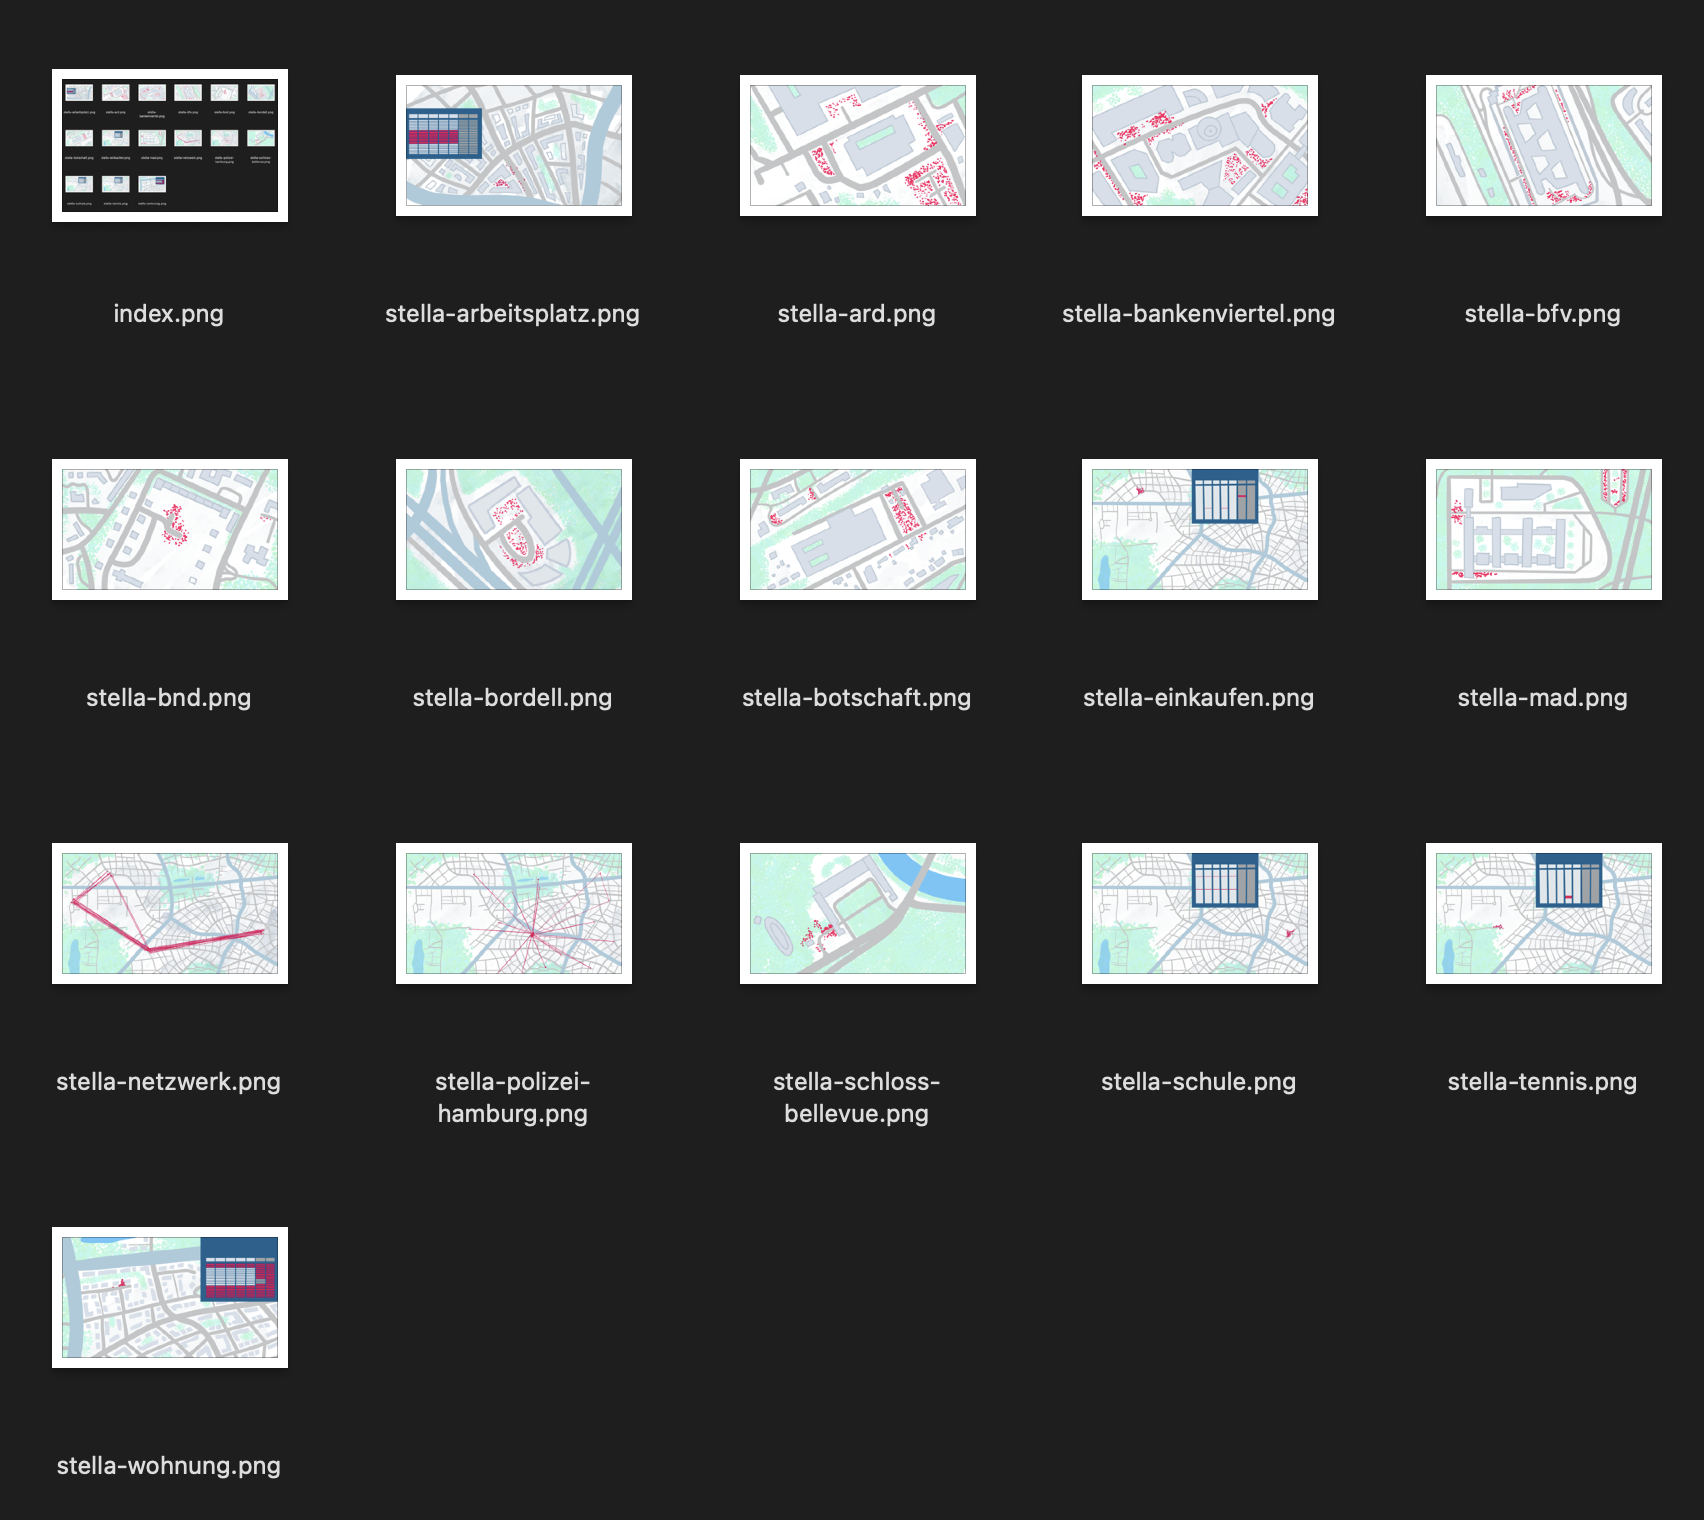 index.png
stella-arbeitsplatz.png
stella-ard.png
stella-bankenviertel.png
stella-bfv.png
stella-bnd.png
stella-bordell.png
stella-botschaft.png
stella-einkaufen.png
stella-mad.png
stella-netzwerk.png
stella-polizei-
hamburg.png
stella-schloss-
bellevue.png
stella-schule.png
stella-tennis.png
stella-wohnung.png